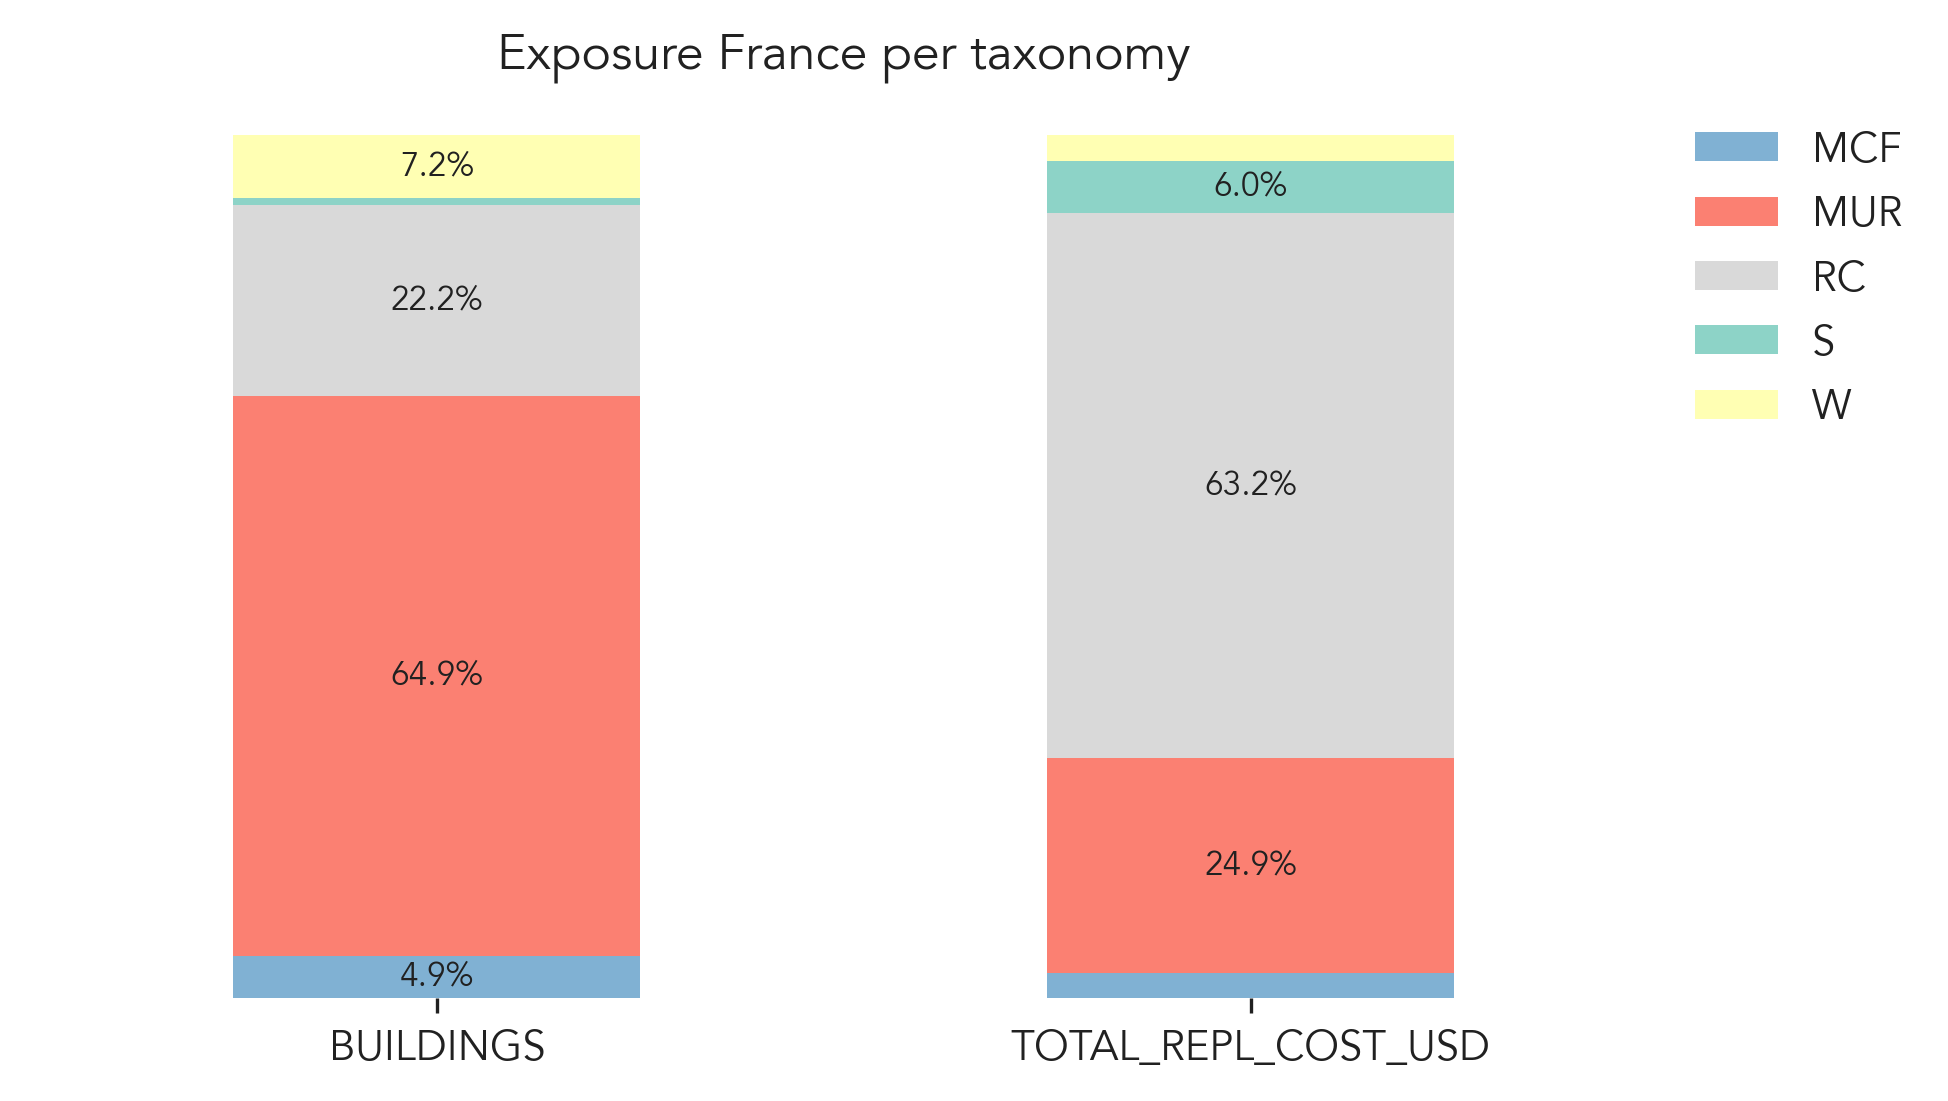 Exposure France per taxonomy
7.2%
22.2%
64.9%
4.9%
BUILDINGS
6.0%
63.2%
24.9%
TOTAL_REPL_COST_USD
MCF
MUR
RC
S
W